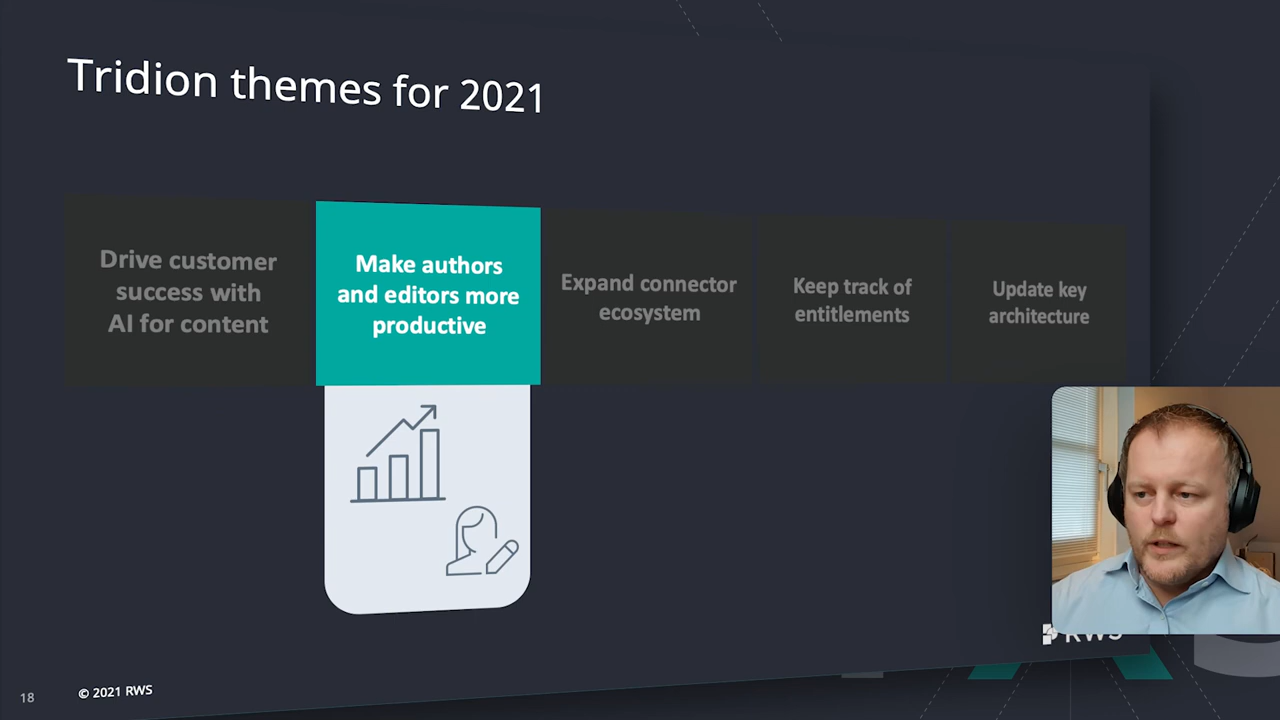 Tridion themes for 2021
Drive customer
success with
AI for content
Make authors
and editors more
productive
Expand connector
ecosystem
Keep track of
entitlements
Update key
architecture
RWS
18
© 2021 RWS